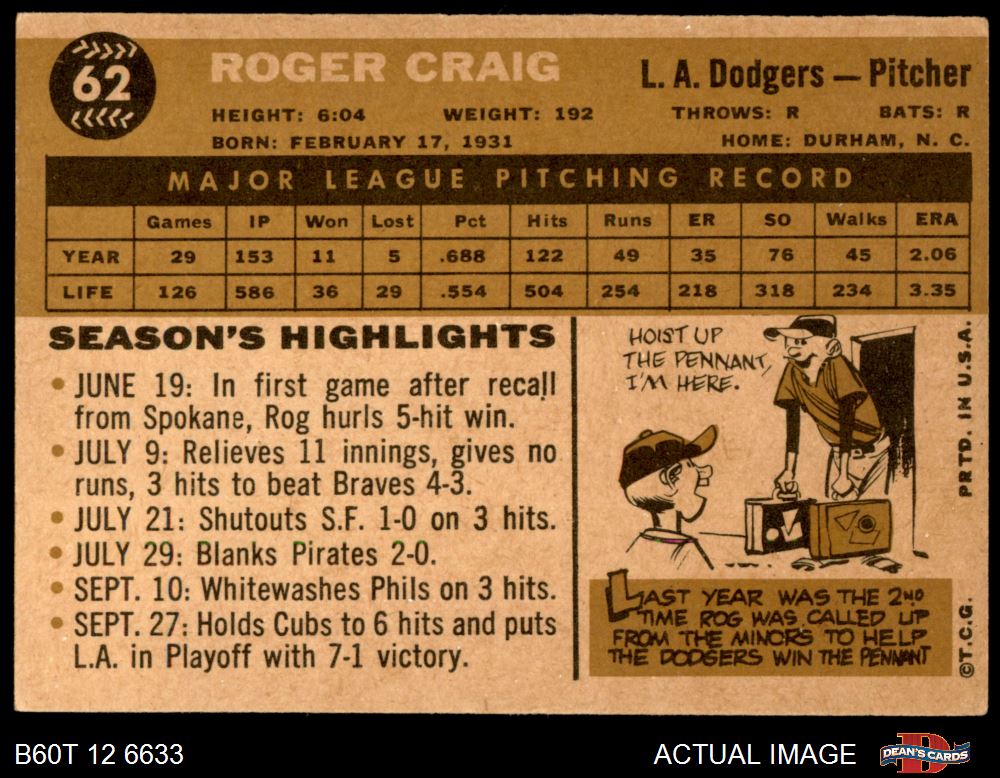 62
ROGER CRAIG
L. A. Dodgers — Pitcher
HEIGHT: 6:04 WEIGHT: 192 THROWS: R BATS: R
BORN: FEBRUARY 17, 1931 HOME: DURHAM, N. C.
MAJOR LEAGUE PITCHING RECORD
Games IP Won Lost Pct Hits Runs ER SO Walks ERA
YEAR 29 153 11 5 .688 122 49 35 76 45 2.06
LIFE 126 586 36 29 .554 504 254 218 318 234 3.35
SEASON'S HIGHLIGHTS
• JUNE 19: In first game after recall
from Spokane, Rog hurls 5-hit win.
• JULY 9: Relieves 11 innings, gives no
runs, 3 hits to beat Braves 4-3.
• JULY 21: Shutouts S.F. 1-0 on 3 hits.
• JULY 29: Blanks Pirates 2-0.
• SEPT. 10: Whitewashes Phils on 3 hits.
• SEPT. 27: Holds Cubs to 6 hits and puts
L.A. in Playoff with 7-1 victory.
HOIST UP
THE PENNANT,
I'M HERE.
LAST YEAR WAS THE 2ND
TIME ROG WAS CALLED UP
FROM THE MINORS TO HELP
THE DODGERS WIN THE PENNANT
PRTD. IN U.S.A.
©T.C.G.
B60T 12 6633
ACTUAL IMAGE
DEAN'S CARDS